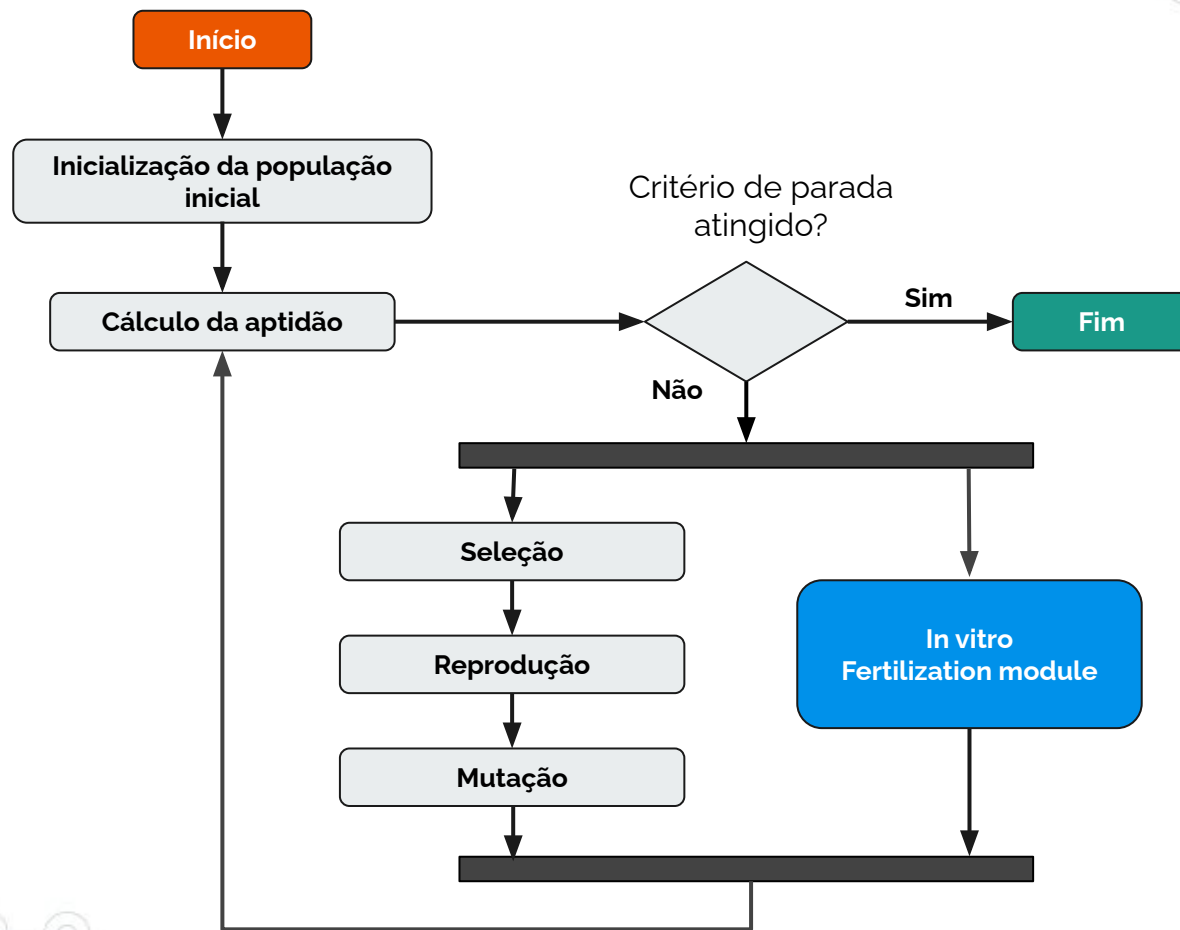 Início
Inicialização da população
inicial
Critério de parada
atingido?
Cálculo da aptidão
Sim
Fim
Não
Seleção
Reprodução
In vitro
Fertilization module
Mutação